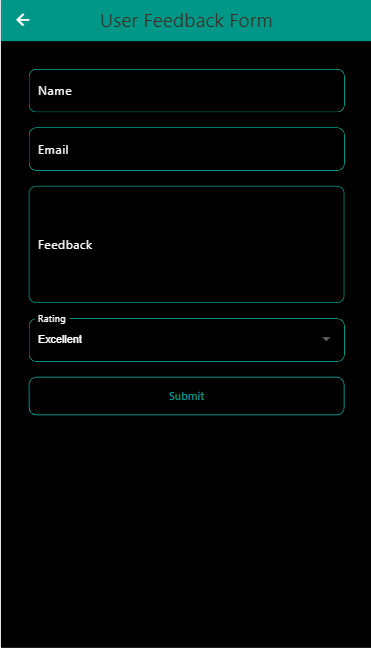 User Feedback Form
Name
Email
Feedback
Rating
Excellent
Submit